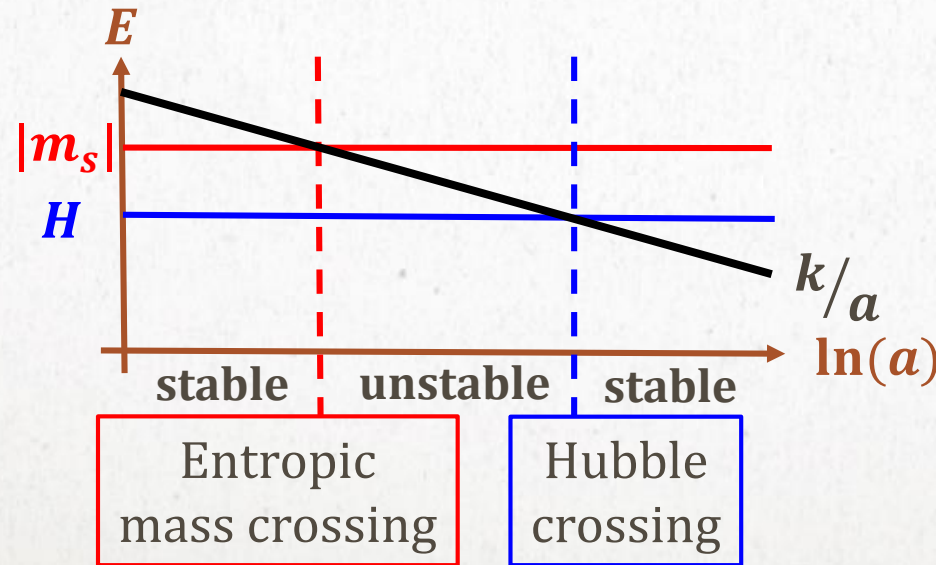 E
|m_s|
H
k/a
ln(a)
stable unstable stable
Entropic
mass crossing
Hubble
crossing